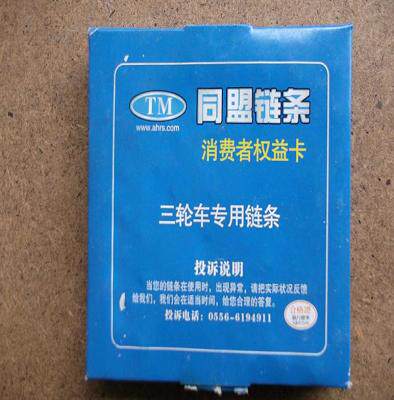 TM
同盟链条
www.ahrs.com
消费者权益卡
三轮车专用链条
投诉说明
当您的链条在使用时，出现异常，请把实际状况反馈
给我们，我们会在适当时间，给您合理的答复。
投诉电话：0556-6194911
合格证